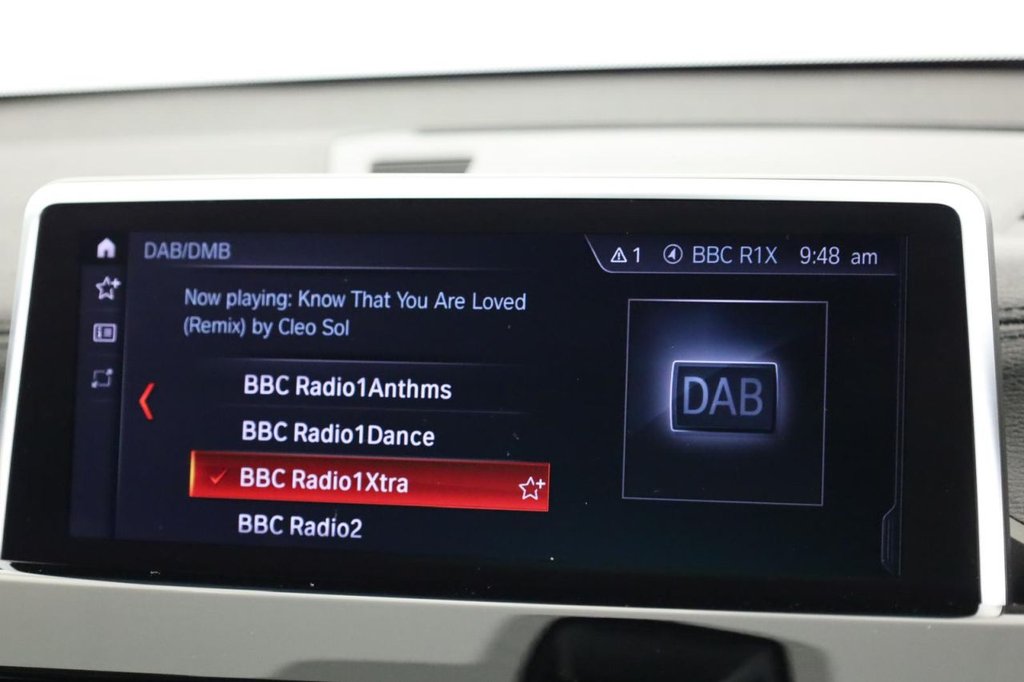 DAB/DMB
1 BBC R1X 9:48 am
Now playing: Know That You Are Loved
(Remix) by Cleo Sol
BBC Radio1Anthms
BBC Radio1Dance
BBC Radio1Xtra
BBC Radio2
DAB